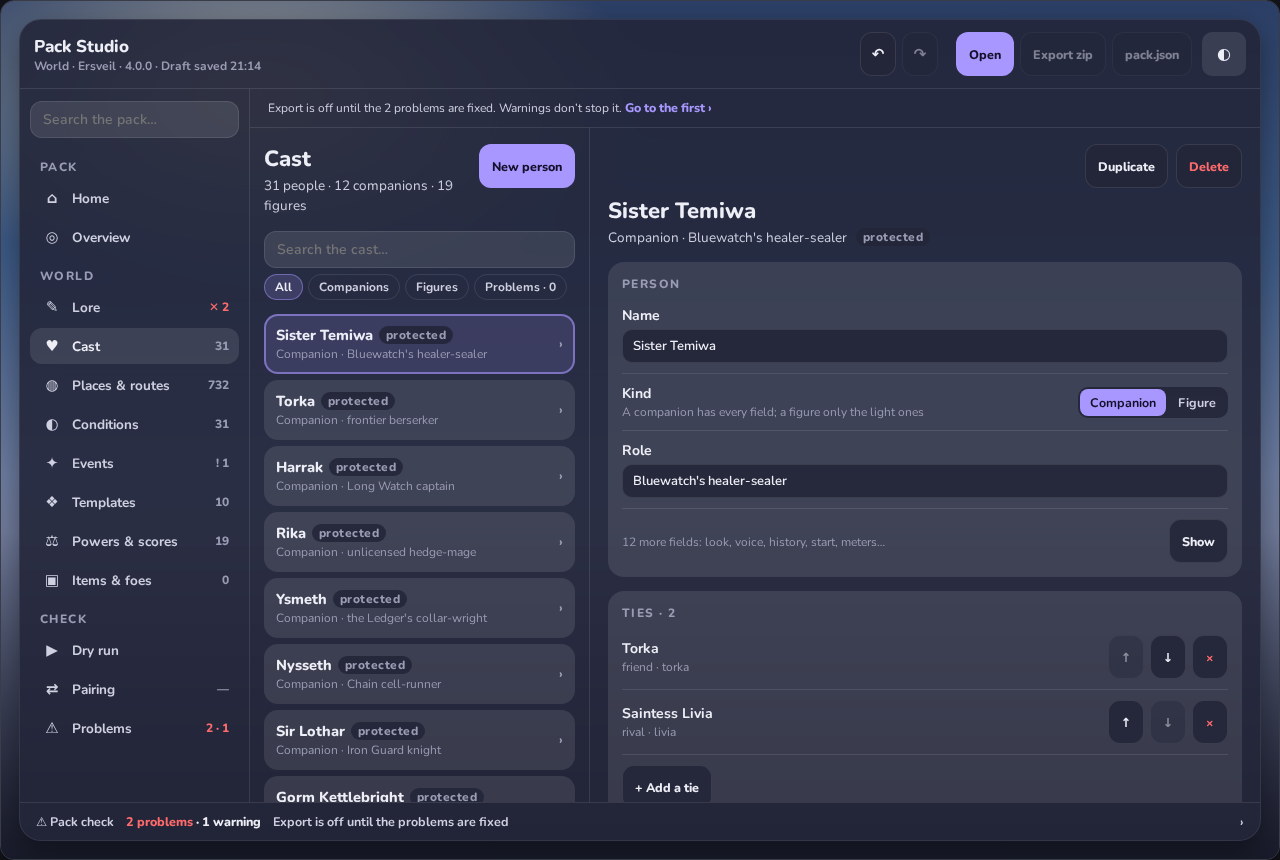 Pack Studio
World · Ersveil · 4.0.0 · Draft saved 21:14
↶
↷
Open
Export zip
pack.json
◐
Search the pack…
PACK
⌂ Home
◎ Overview
WORLD
✎ Lore × 2
♥ Cast 31
◍ Places & routes 732
◐ Conditions 31
✦ Events ! 1
❖ Templates 10
⚖ Powers & scores 19
▣ Items & foes 0
CHECK
▶ Dry run
⇄ Pairing —
⚠ Problems 2 · 1
Export is off until the 2 problems are fixed. Warnings don't stop it. Go to the first ›
Cast
31 people · 12 companions · 19
figures
New person
Search the cast…
All Companions Figures Problems · 0
Sister Temiwa protected
Companion · Bluewatch's healer-sealer
›
Torka protected
Companion · frontier berserker
›
Harrak protected
Companion · Long Watch captain
›
Rika protected
Companion · unlicensed hedge-mage
›
Ysmeth protected
Companion · the Ledger's collar-wright
›
Nysseth protected
Companion · Chain cell-runner
›
Sir Lothar protected
Companion · Iron Guard knight
›
Gorm Kettlebright protected
Duplicate
Delete
Sister Temiwa
Companion · Bluewatch's healer-sealer protected
PERSON
Name
Sister Temiwa
Kind
A companion has every field; a figure only the light ones
Companion Figure
Role
Bluewatch's healer-sealer
12 more fields: look, voice, history, start, meters…
Show
TIES · 2
Torka
friend · torka
↑ ↓ ×
Saintess Livia
rival · livia
↑ ↓ ×
+ Add a tie
⚠ Pack check 2 problems · 1 warning Export is off until the problems are fixed ›